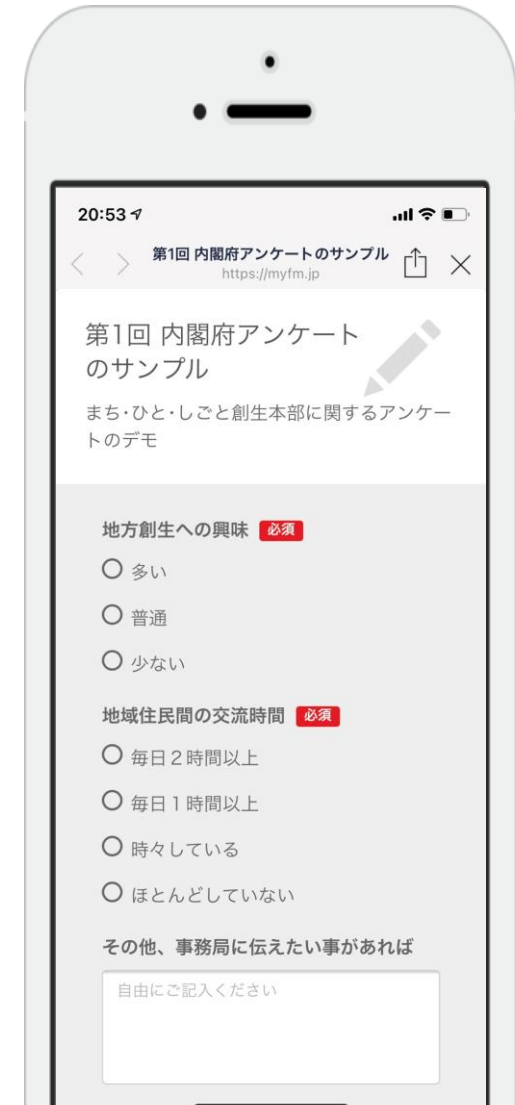 20:53
第1回 内閣府アンケートのサンプル
https://myfm.jp
第1回 内閣府アンケート
のサンプル
まち・ひと・しごと創生本部に関するアンケー
トのデモ
地方創生への興味 必須
多い
普通
少ない
地域住民間の交流時間 必須
毎日２時間以上
毎日１時間以上
時々している
ほとんどしていない
その他、事務局に伝えたい事があれば
自由にご記入ください